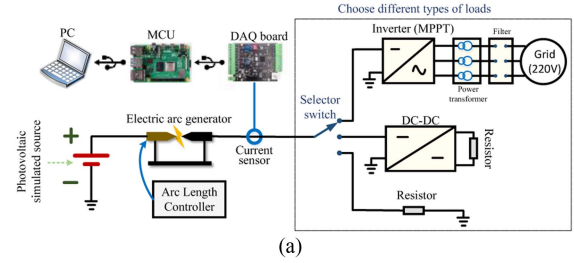 Choose different types of loads
PC
MCU
DAQ board
Inverter (MPPT)
Filter
Grid
(220V)
Power
transformer
Selector
switch
Electric arc generator
DC-DC
Resistor
Current
sensor
Photovoltaic
simulated source
Arc Length
Controller
Resistor
(a)